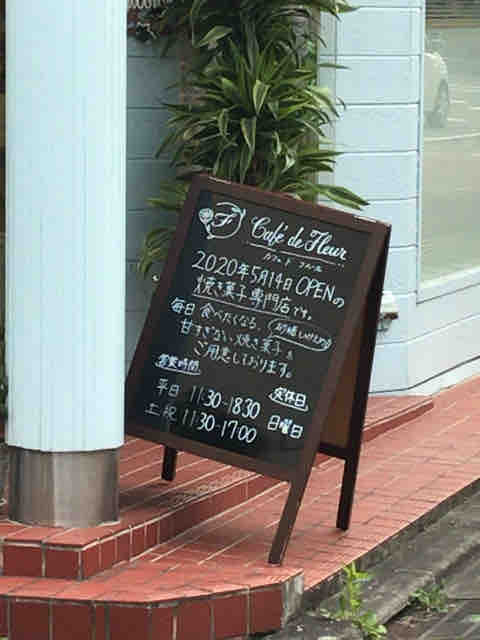 F
Café de Fleur
カフェ ド フルール
2020年5月14日 OPENの
焼き菓子専門店です。
毎日 食べたくなる、
甘すぎない焼き菓子を
ご用意しております。
営業時間
平日 11:30-18:30
土・祝 11:30-17:00
定休日
日曜日